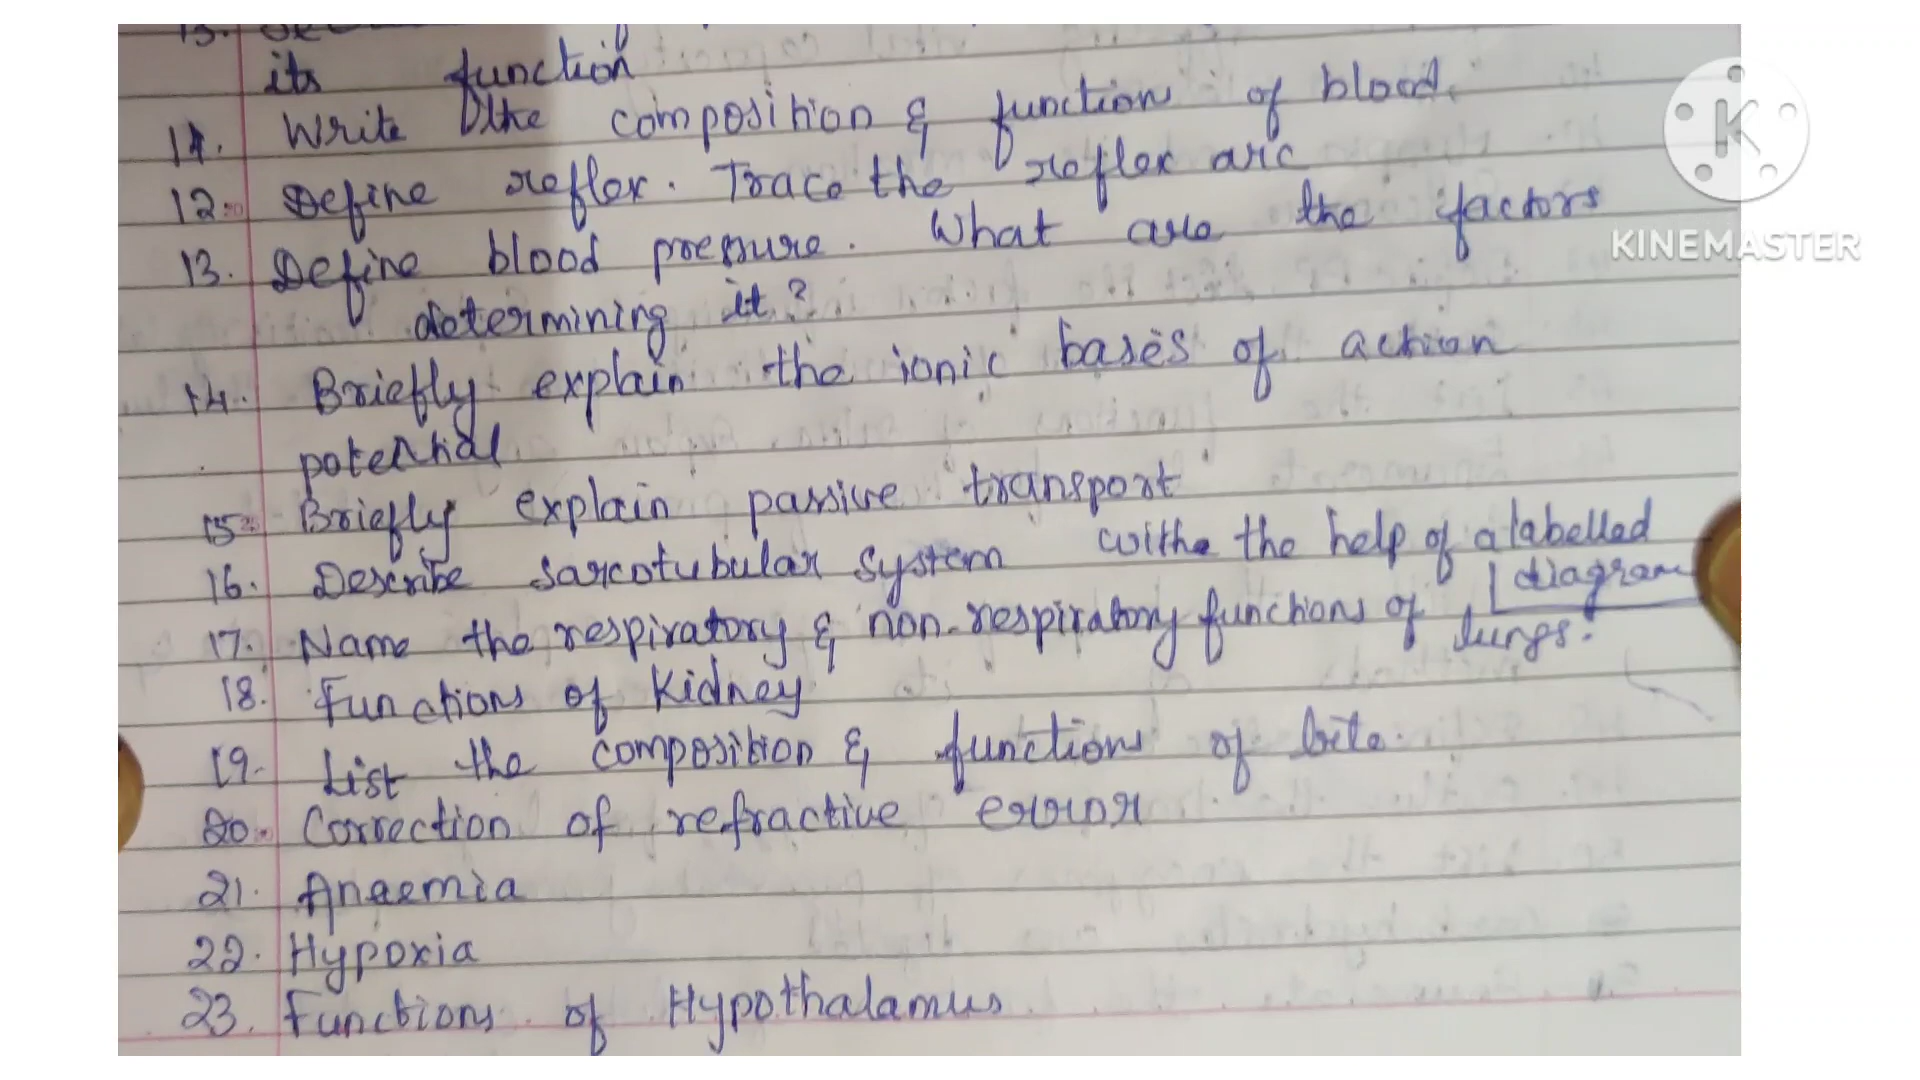 its function
11. Write the composition & functions of blood.
12. Define reflex. Trace the reflex arc
13. Define blood pressure. What are the factors
determining it?
14. Briefly explain the ionic bases of action
potential
15. Briefly explain passive transport
16. Describe sarcotubular system withe the help of a labelled
diagram
17. Name the respiratory & non-respiratory functions of lungs.
18. Functions of Kidney
19. List the composition & functions of bile.
20. Correction of refractive error
21. Anaemia
22. Hypoxia
23. Functions of Hypothalamus
K
KINEMASTER